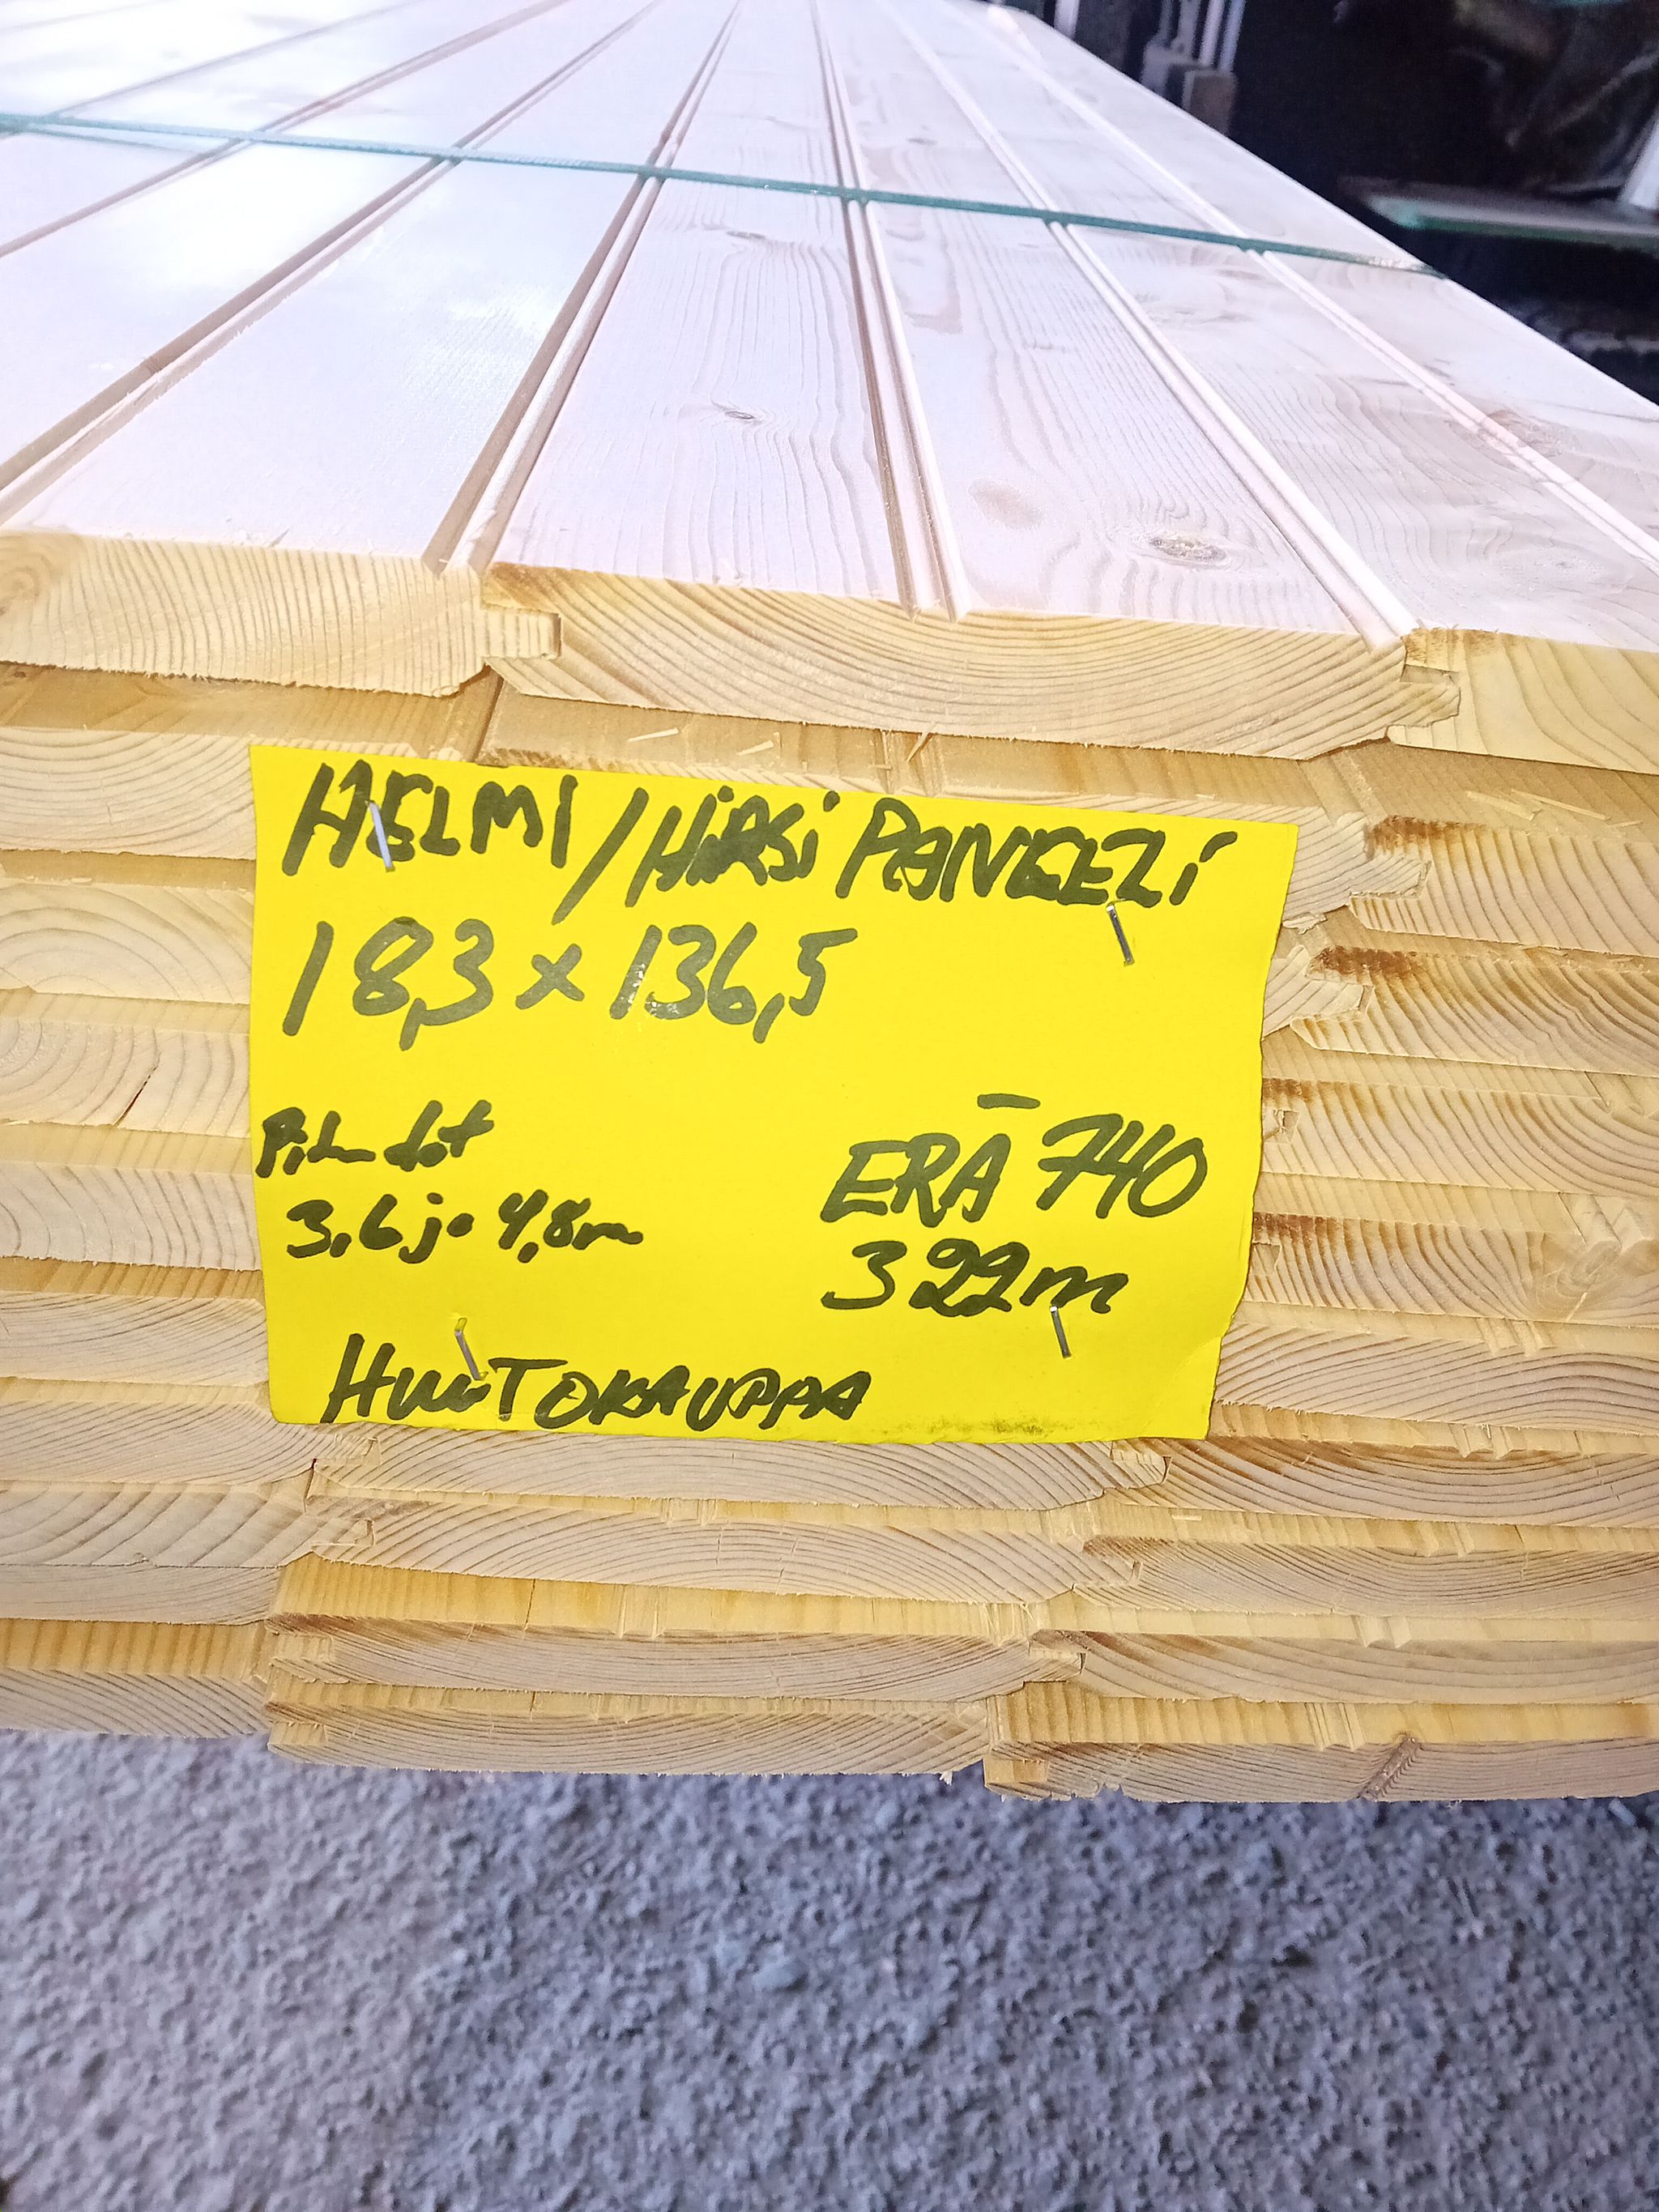 HELMI/HIRSi PANEELi
18,3 x 136,5
Pituudet
3,6 ja 4,8m
ERÄ 740
322m
HUUTOKAUPPA